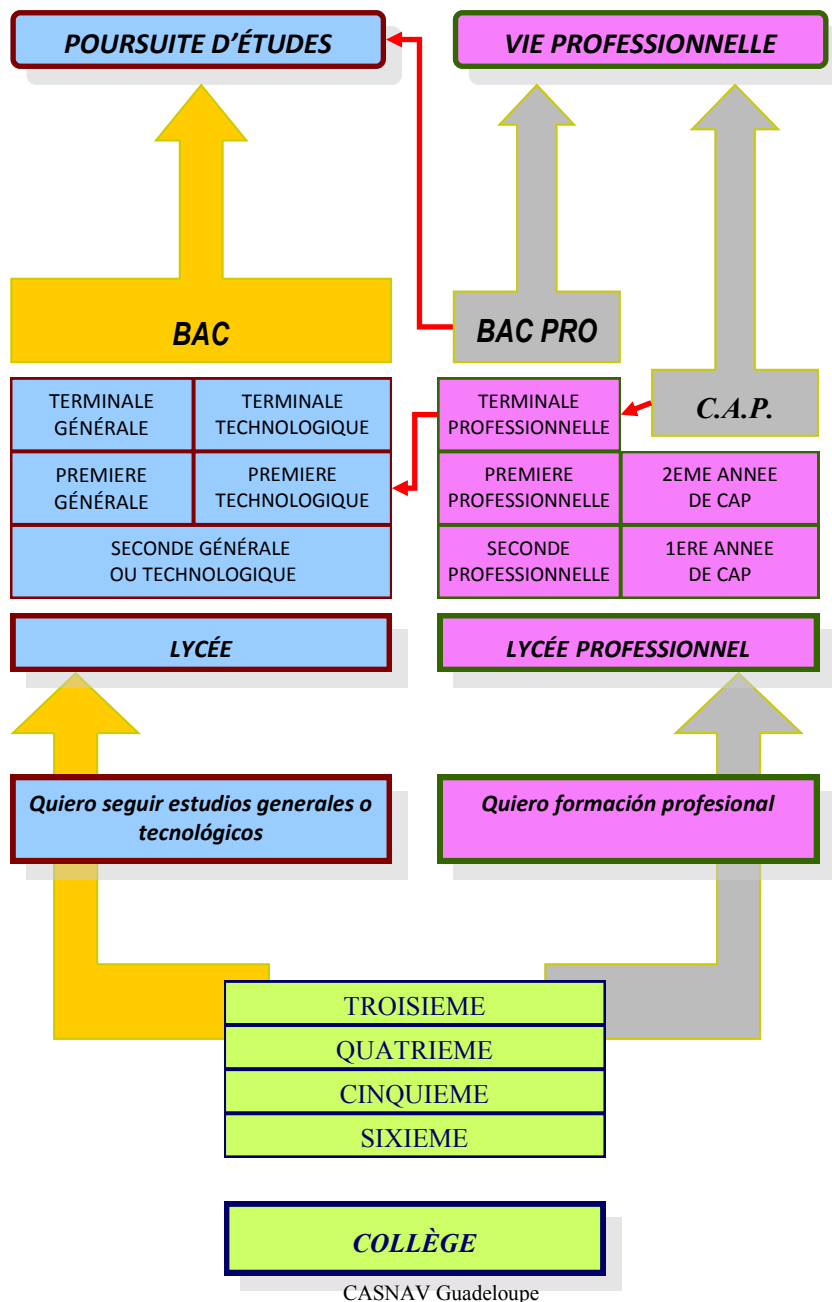 POURSUITE D'ÉTUDES
VIE PROFESSIONNELLE
BAC
BAC PRO
C.A.P.
TERMINALE
GÉNÉRALE
TERMINALE
TECHNOLOGIQUE
TERMINALE
PROFESSIONNELLE
PREMIERE
GÉNÉRALE
PREMIERE
TECHNOLOGIQUE
PREMIERE
PROFESSIONNELLE
2EME ANNEE
DE CAP
SECONDE GÉNÉRALE
OU TECHNOLOGIQUE
SECONDE
PROFESSIONNELLE
1ERE ANNEE
DE CAP
LYCÉE
LYCÉE PROFESSIONNEL
Quiero seguir estudios generales o
tecnológicos
Quiero formación profesional
TROISIEME
QUATRIEME
CINQUIEME
SIXIEME
COLLÈGE
CASNAV Guadeloupe